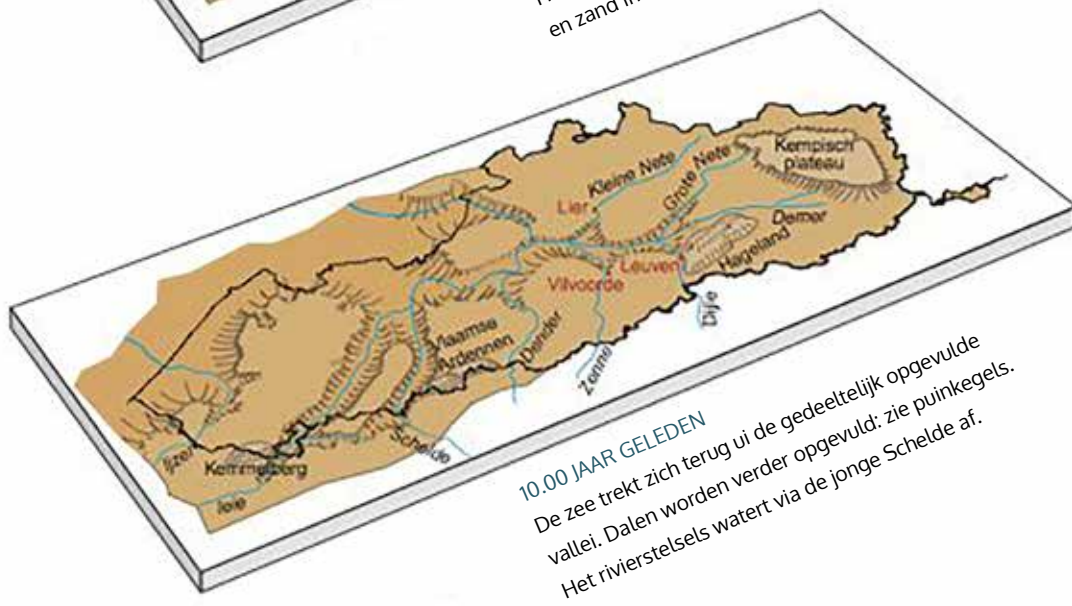 en zand in
Kempisch
plateau
Kleine Nete
Grote Nete
Lier
Demer
Hageland
Leuven
Vilvoorde
Dijle
Vlaamse
Ardennen
Dender
Zenne
Schelde
Ijzer
Kemmelberg
leie
10.00 JAAR GELEDEN
De zee trekt zich terug ui de gedeeltelijk opgevulde
vallei. Dalen worden verder opgevuld: zie puinkegels.
Het rivierstelsels watert via de jonge Schelde af.